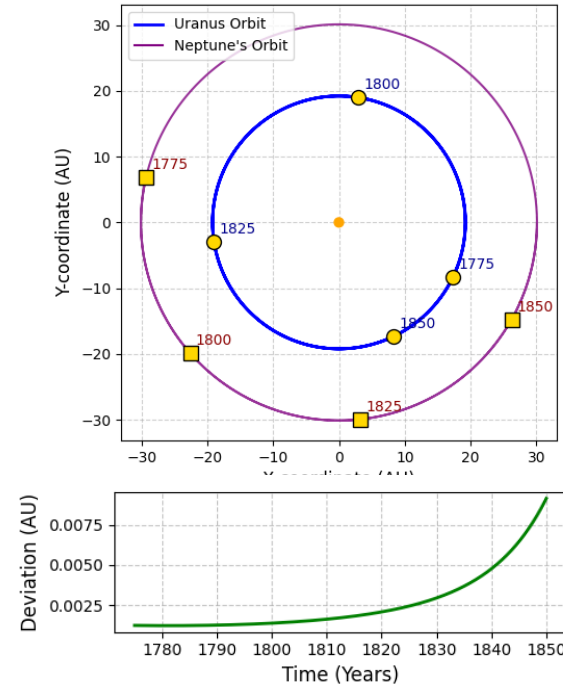 Uranus Orbit
Neptune's Orbit
30
20
10
0
−10
−20
−30
Y-coordinate (AU)
1800
1775
1825
1775
1850
1850
1800
1825
−30 −20 −10 0 10 20 30
X-coordinate (AU)
0.0075
0.0050
0.0025
Deviation (AU)
1780 1790 1800 1810 1820 1830 1840 1850
Time (Years)